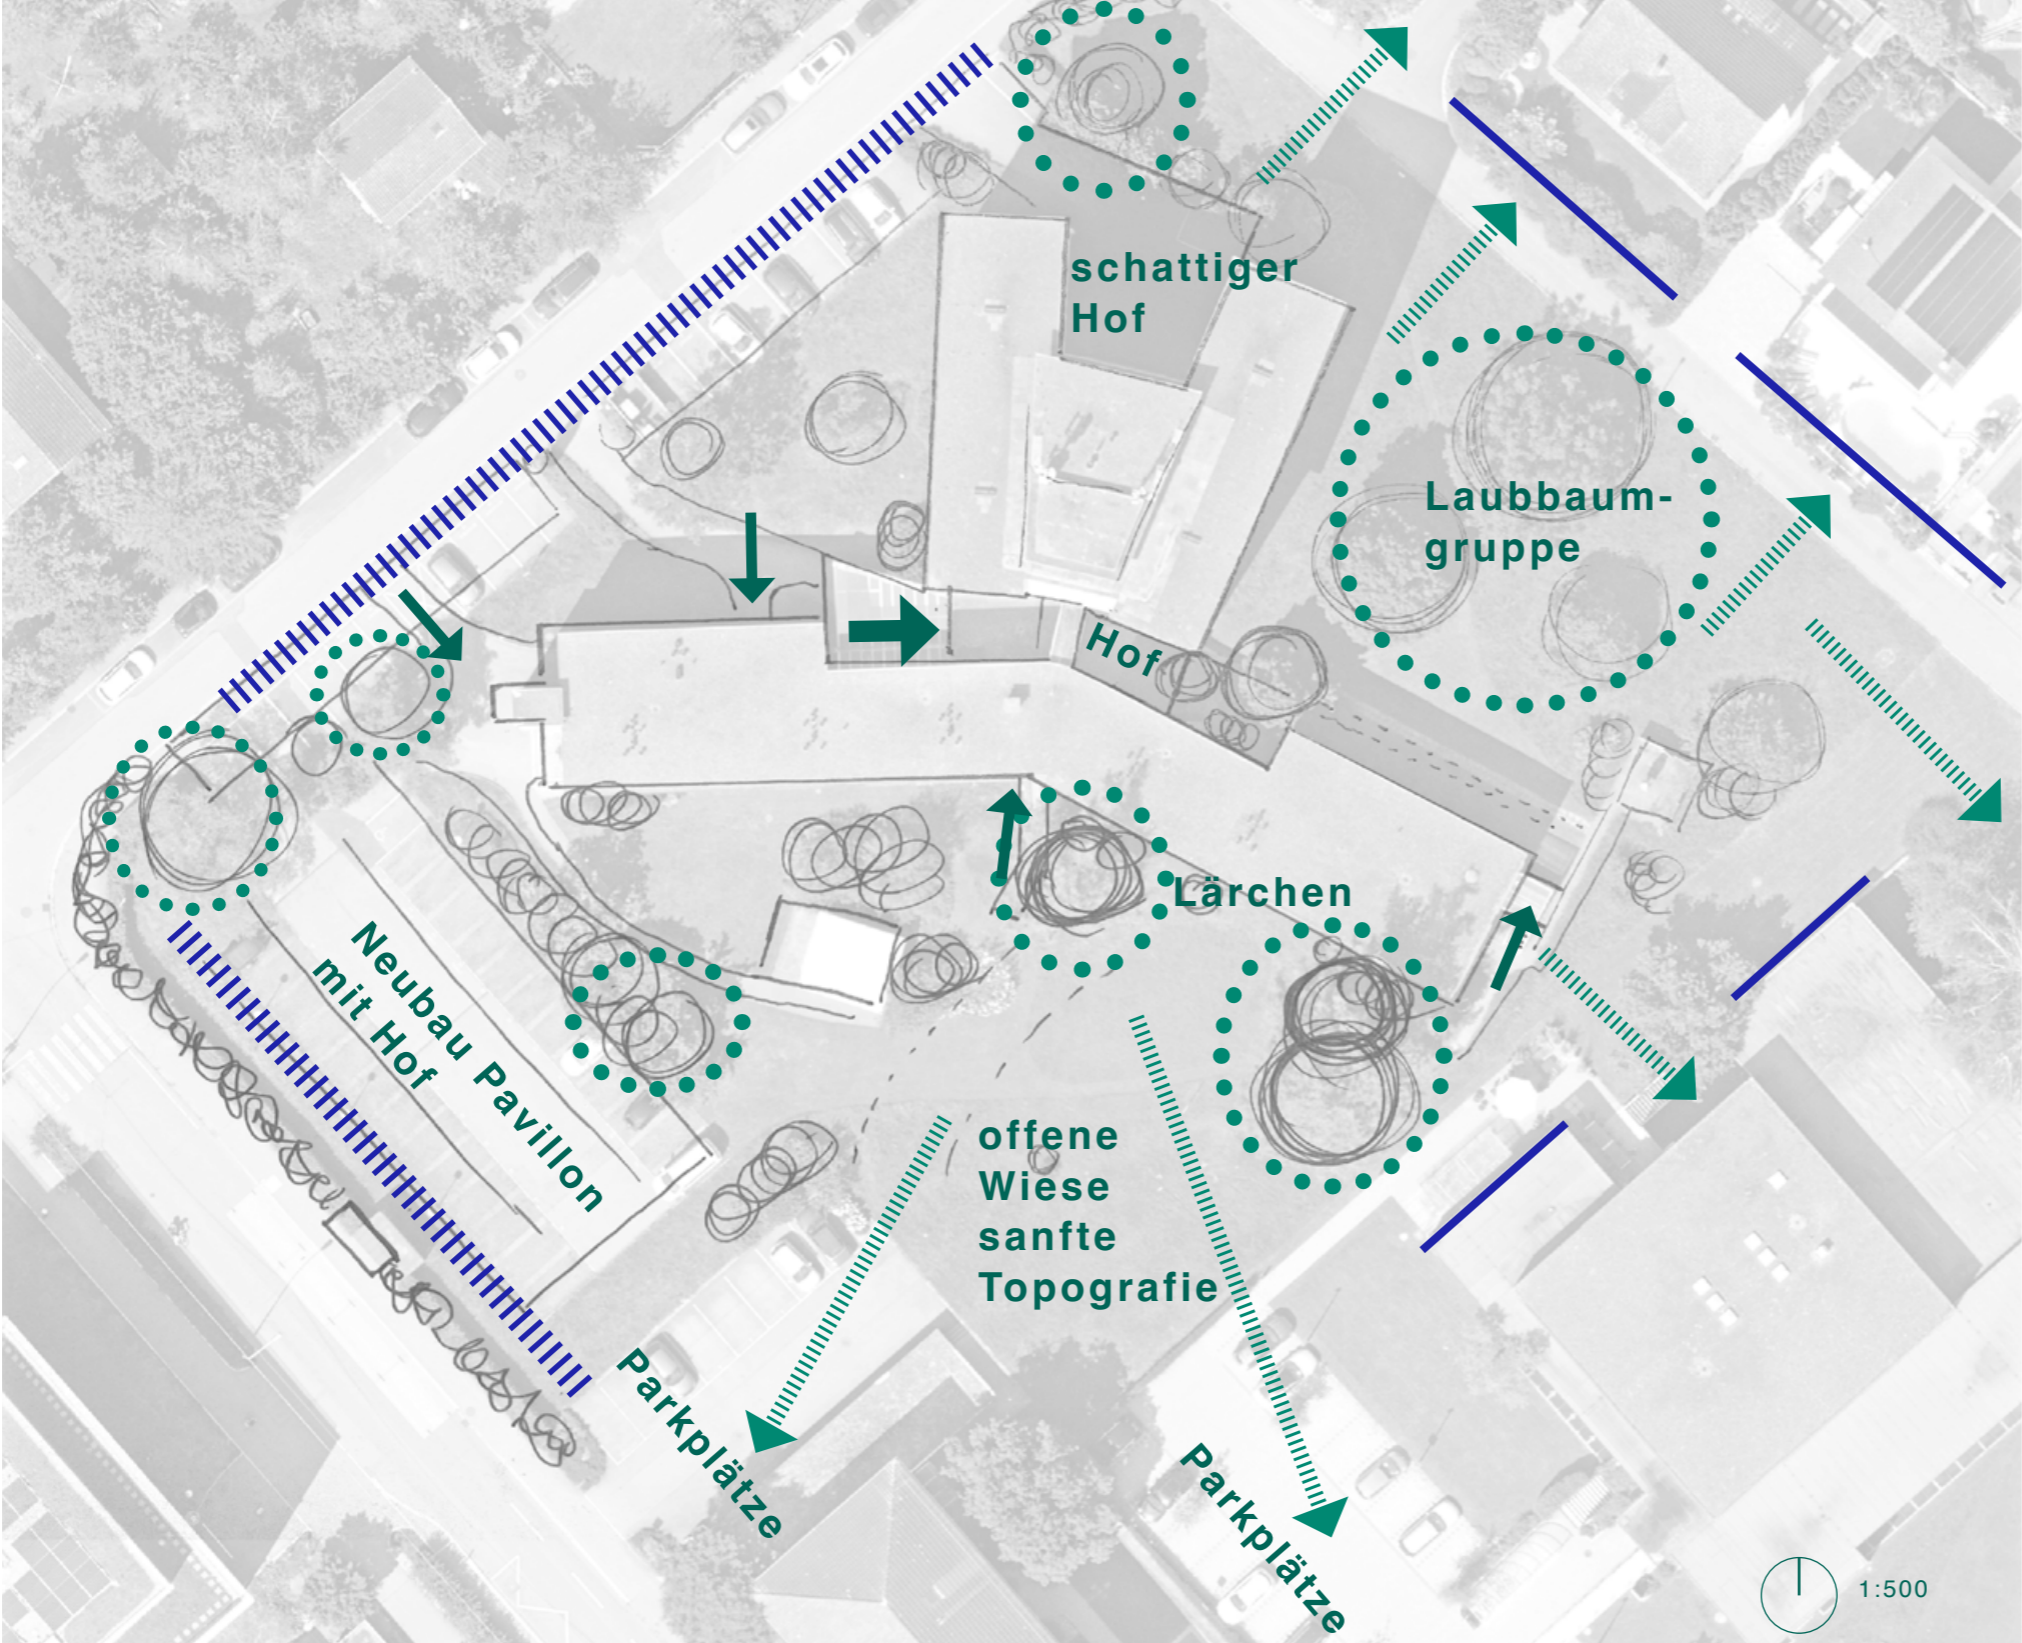 schattiger
Hof
Laubbaum-
gruppe
Hof
Lärchen
Neubau Pavillon
mit Hof
offene
Wiese
sanfte
Topografie
Parkplätze
Parkplätze
1:500